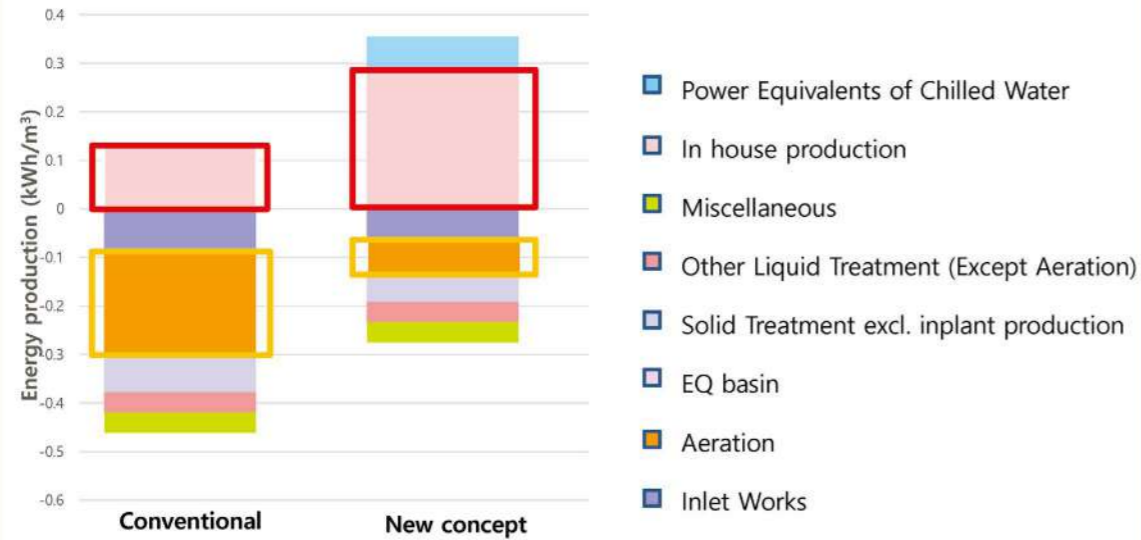 Energy production (kWh/m³)
0.4
0.3
0.2
0.1
0
-0.1
-0.2
-0.3
-0.4
-0.5
-0.6
Conventional
New concept
Power Equivalents of Chilled Water
In house production
Miscellaneous
Other Liquid Treatment (Except Aeration)
Solid Treatment excl. inplant production
EQ basin
Aeration
Inlet Works